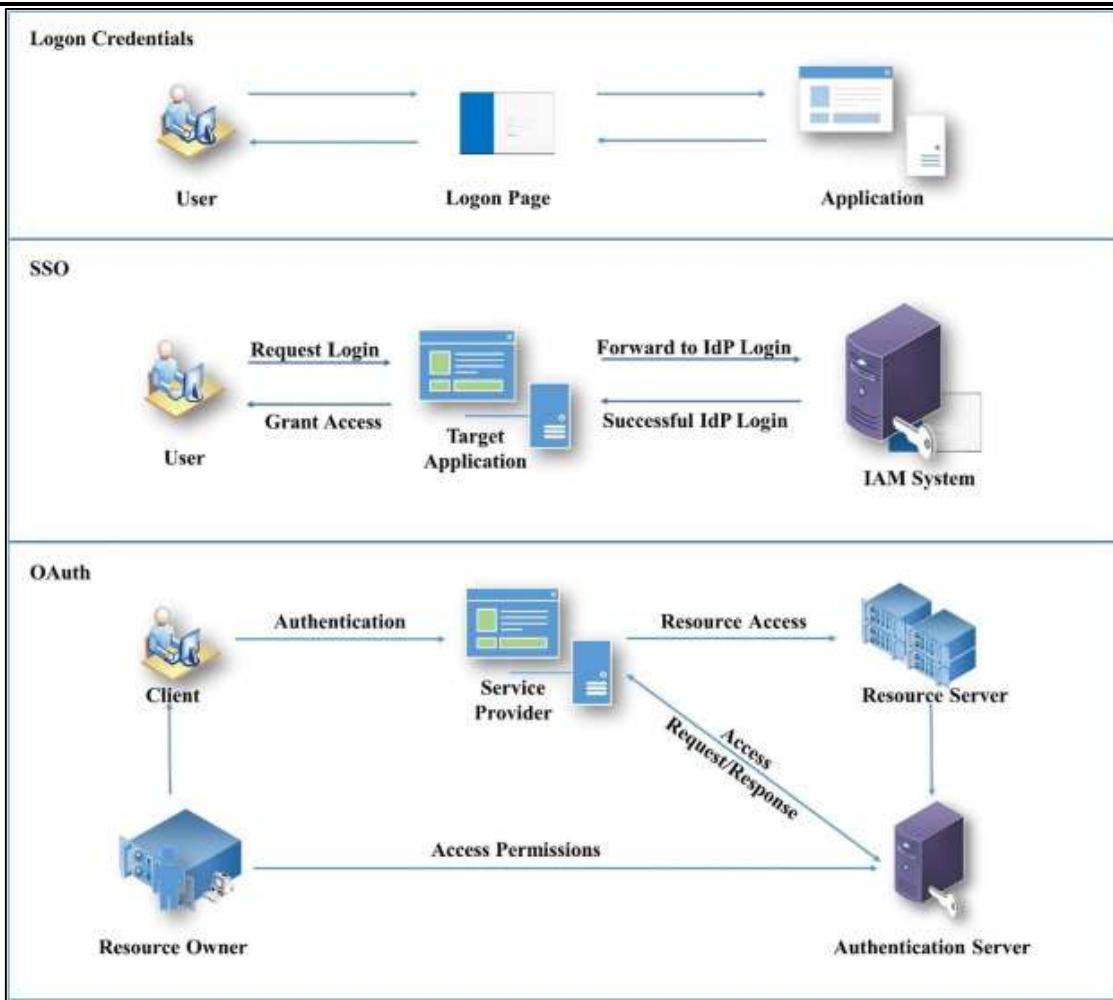 Logon Credentials
User
Logon Page
Application
SSO
Request Login
Forward to IdP Login
Grant Access
Successful IdP Login
User
Target
Application
IAM System
OAuth
Authentication
Resource Access
Client
Service
Provider
Resource Server
Access
Request/Response
Access Permissions
Resource Owner
Authentication Server